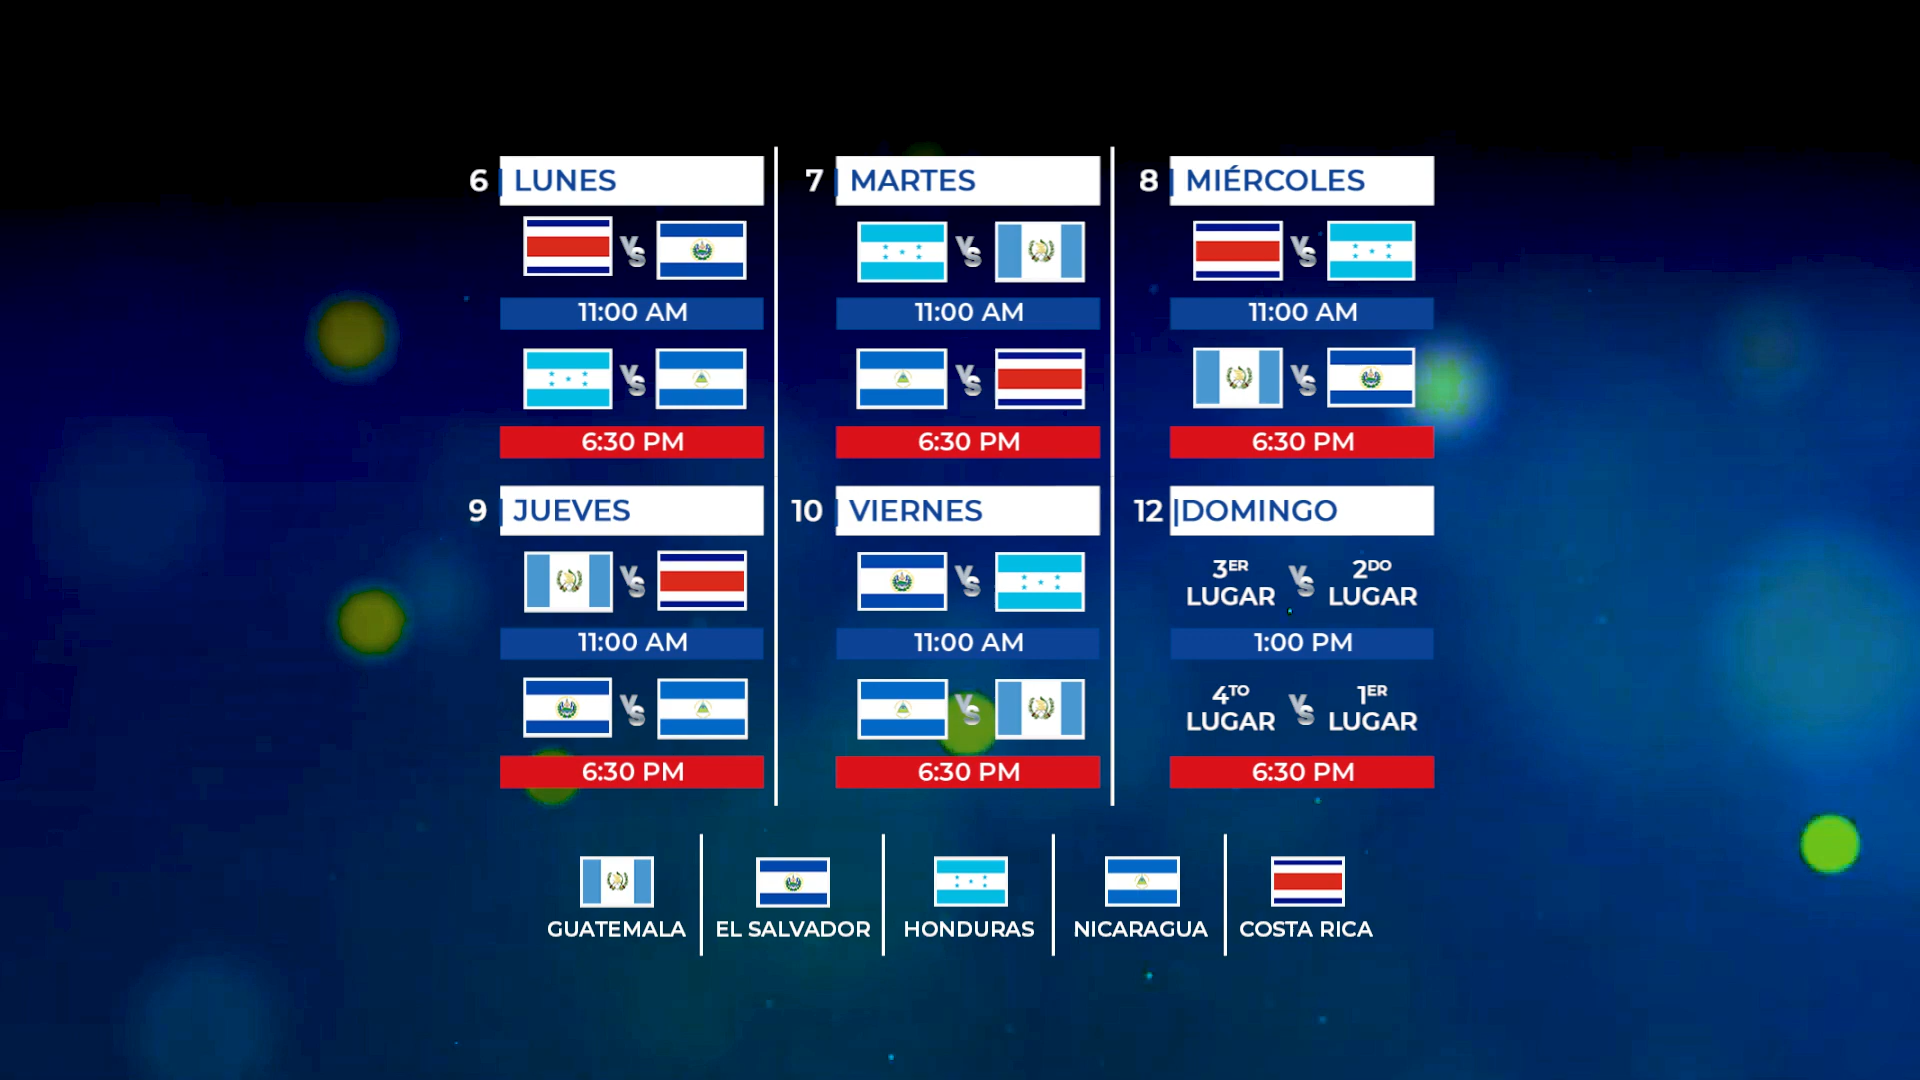 6 | LUNES
VS
11:00 AM
VS
6:30 PM
7 | MARTES
VS
11:00 AM
VS
6:30 PM
8 | MIÉRCOLES
VS
11:00 AM
VS
6:30 PM
9 | JUEVES
VS
11:00 AM
VS
6:30 PM
10 | VIERNES
VS
11:00 AM
VS
6:30 PM
12 |DOMINGO
3ER LUGAR VS 2DO LUGAR
1:00 PM
4TO LUGAR VS 1ER LUGAR
6:30 PM
GUATEMALA
EL SALVADOR
HONDURAS
NICARAGUA
COSTA RICA